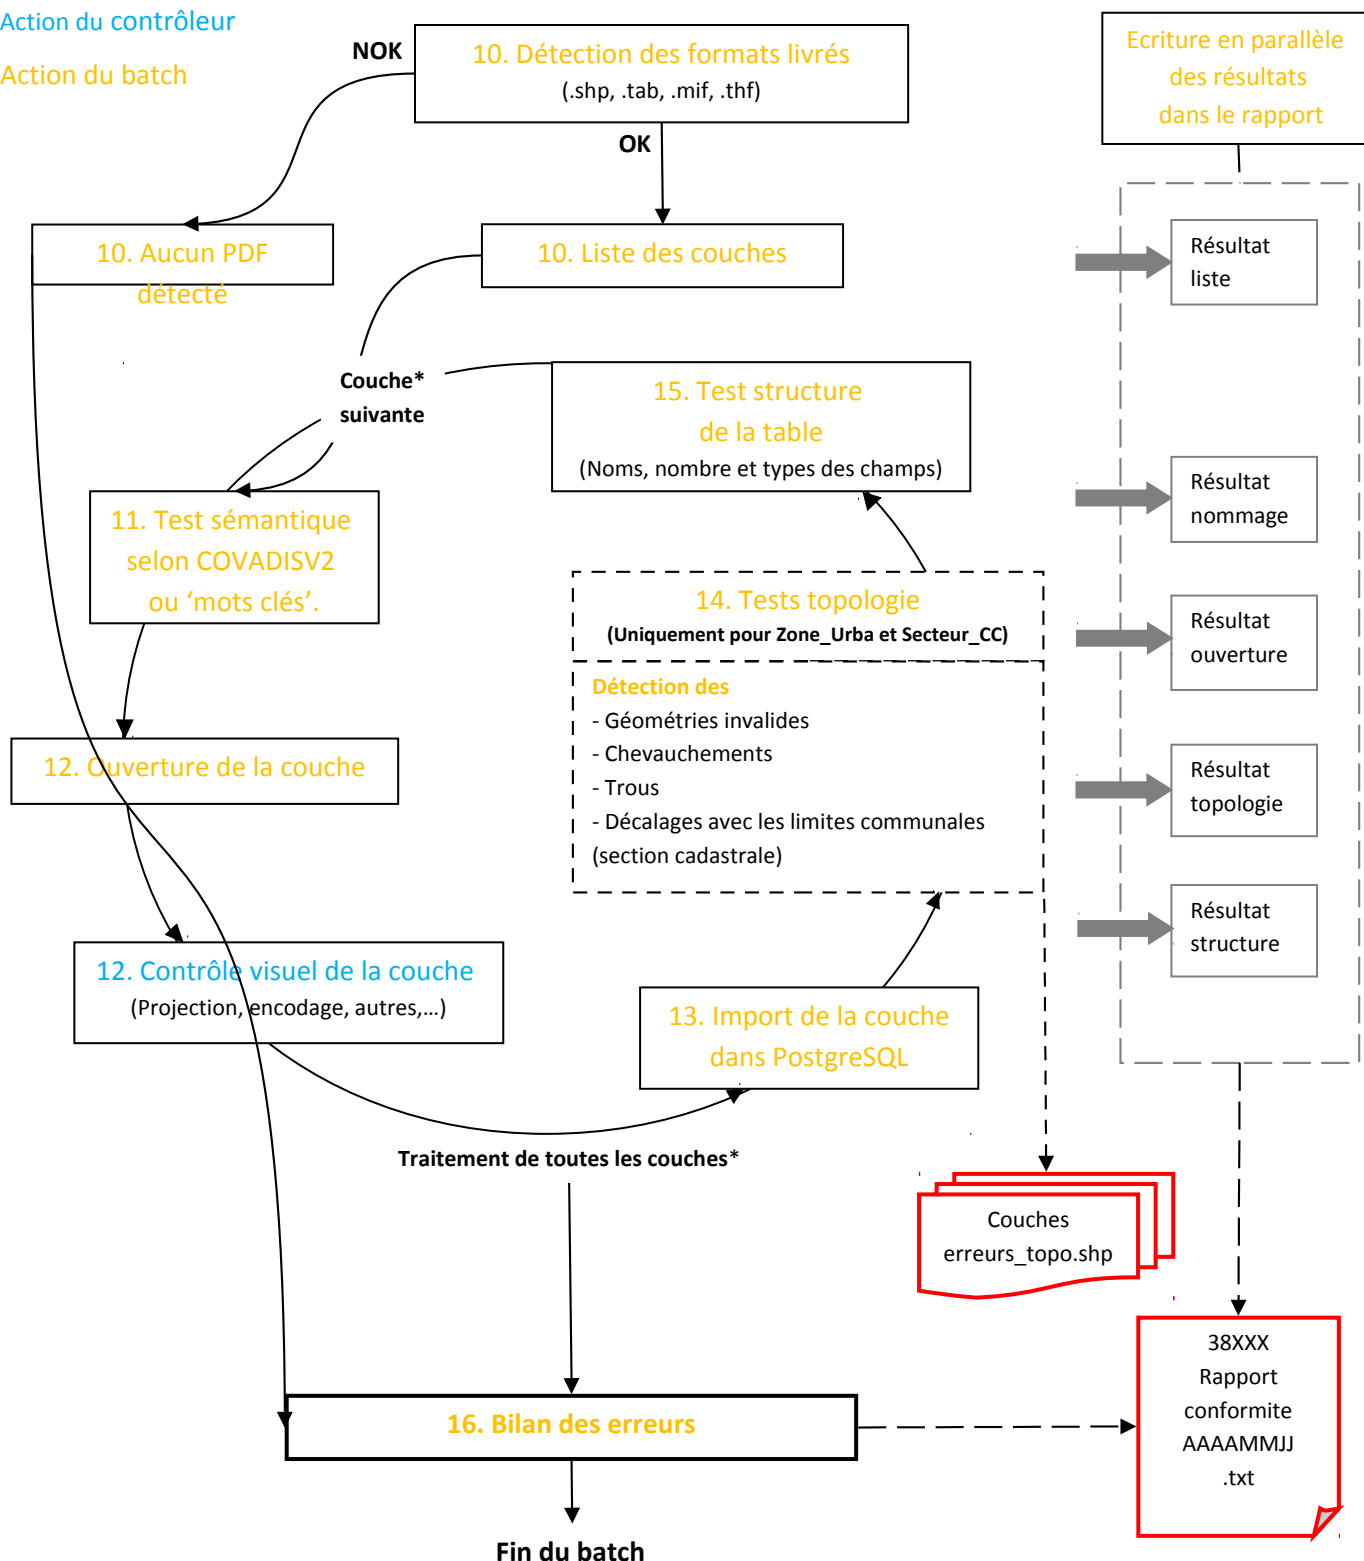 Action du contrôleur
Action du batch
NOK
10. Détection des formats livrés
(.shp, .tab, .mif, .thf)
OK
Ecriture en parallèle
des résultats
dans le rapport
10. Aucun PDF
détecté
10. Liste des couches
Résultat
liste
Couche*
suivante
15. Test structure
de la table
(Noms, nombre et types des champs)
Résultat
nommage
11. Test sémantique
selon COVADISV2
ou ‘mots clés’.
14. Tests topologie
(Uniquement pour Zone_Urba et Secteur_CC)
Détection des
- Géométries invalides
- Chevauchements
- Trous
- Décalages avec les limites communales
(section cadastrale)
Résultat
ouverture
12. Ouverture de la couche
Résultat
topologie
Résultat
structure
12. Contrôle visuel de la couche
(Projection, encodage, autres,…)
13. Import de la couche
dans PostgreSQL
Traitement de toutes les couches*
Couches
erreurs_topo.shp
38XXX
Rapport
conformite
AAAAMMJJ
.txt
16. Bilan des erreurs
Fin du batch